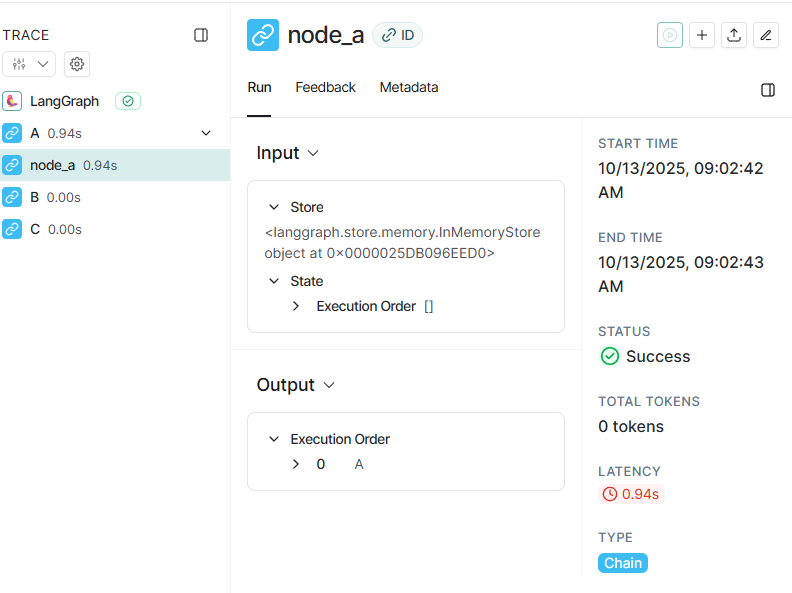 TRACE
LangGraph
A 0.94s
node_a 0.94s
B 0.00s
C 0.00s
node_a ID
Run Feedback Metadata
Input
Store
<langgraph.store.memory.InMemoryStore
object at 0x0000025DB096EED0>
State
Execution Order []
Output
Execution Order
0 A
START TIME
10/13/2025, 09:02:42
AM
END TIME
10/13/2025, 09:02:43
AM
STATUS
Success
TOTAL TOKENS
0 tokens
LATENCY
0.94s
TYPE
Chain